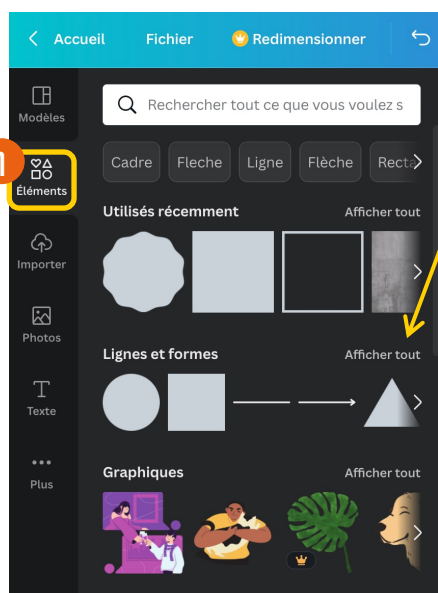 Accueil Fichier Redimensionner
Modèles
Rechercher tout ce que vous voulez s
Cadre Fleche Ligne Flèche Recta
Éléments
Utilisés récemment Afficher tout
Importer
Photos
Lignes et formes Afficher tout
Texte
Plus
Graphiques Afficher tout